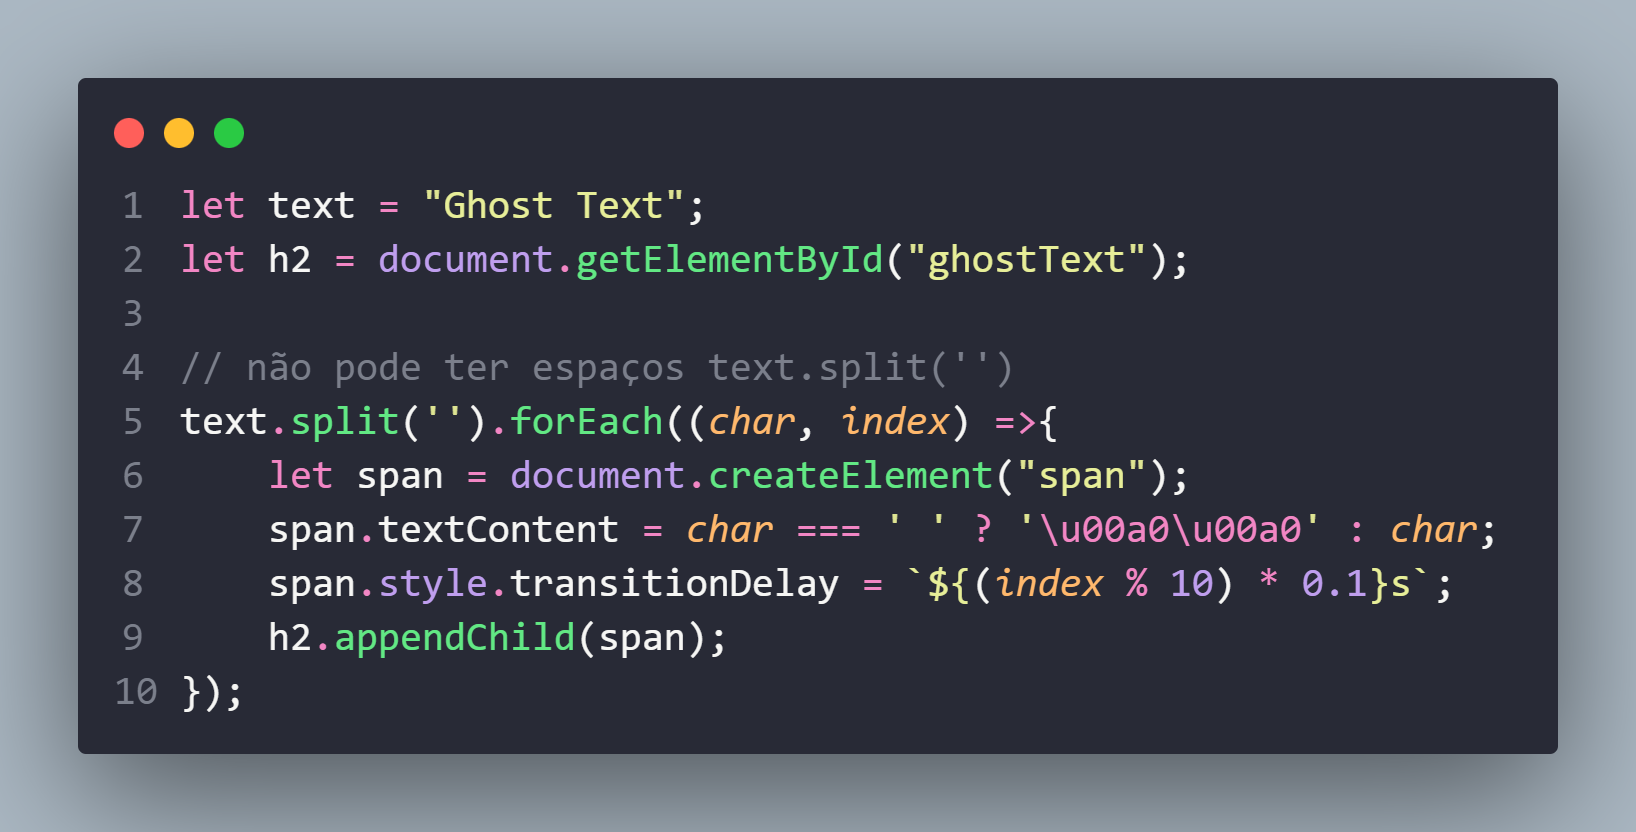 1 let text = "Ghost Text";
2 let h2 = document.getElementById("ghostText");
3
4 // não pode ter espaços text.split('')
5 text.split('').forEach((char, index) =>{
6     let span = document.createElement("span");
7     span.textContent = char === ' ' ? '\u00a0\u00a0' : char;
8     span.style.transitionDelay = `${(index % 10) * 0.1}s`;
9     h2.appendChild(span);
10 });